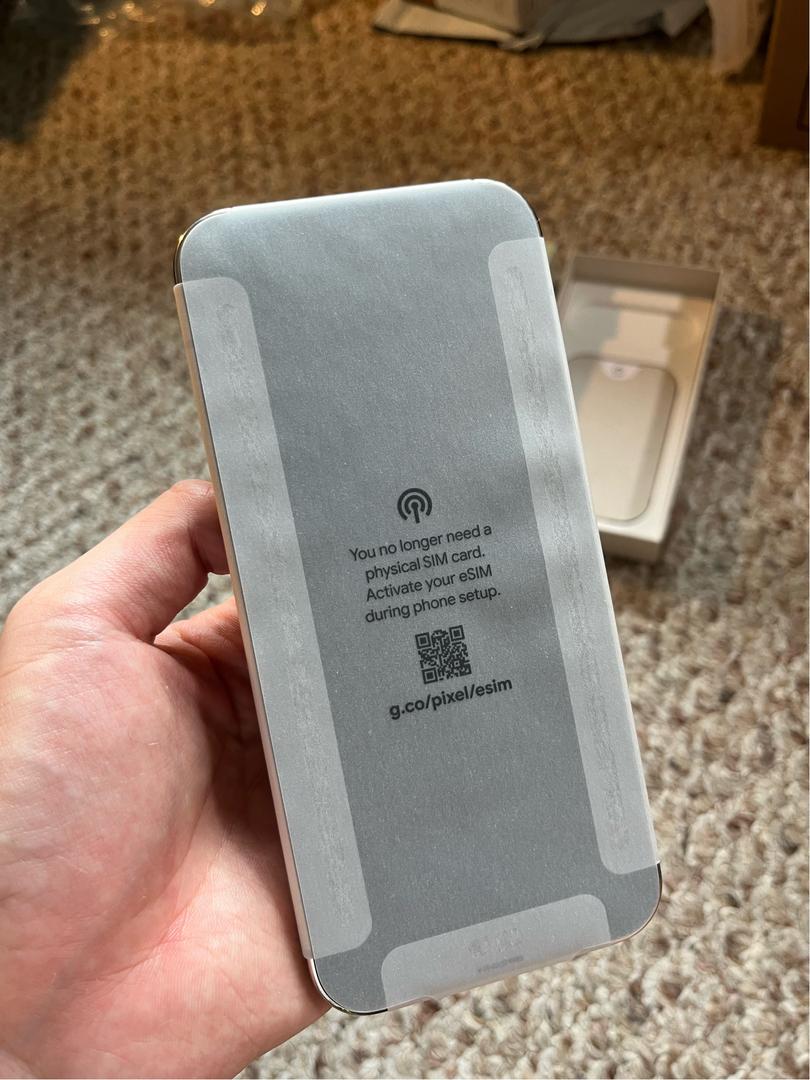 You no longer need a
physical SIM card.
Activate your eSIM
during phone setup.
g.co/pixel/esim